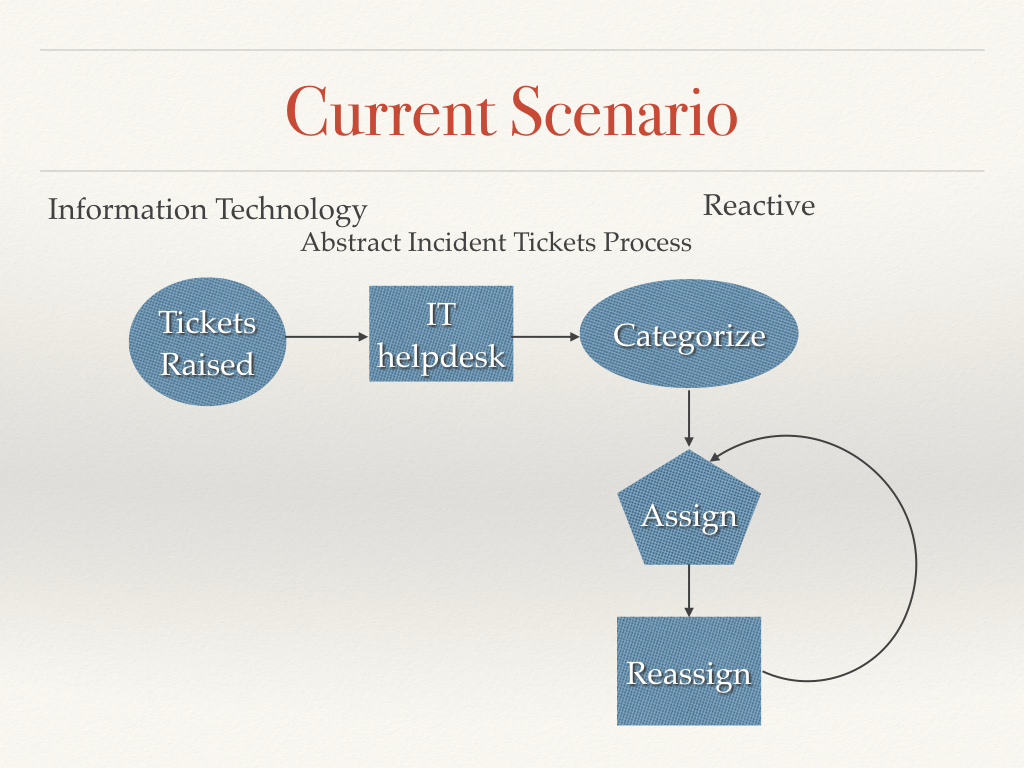 Current Scenario
Information Technology
Reactive
Abstract Incident Tickets Process
Tickets
Raised
IT
helpdesk
Categorize
Assign
Reassign